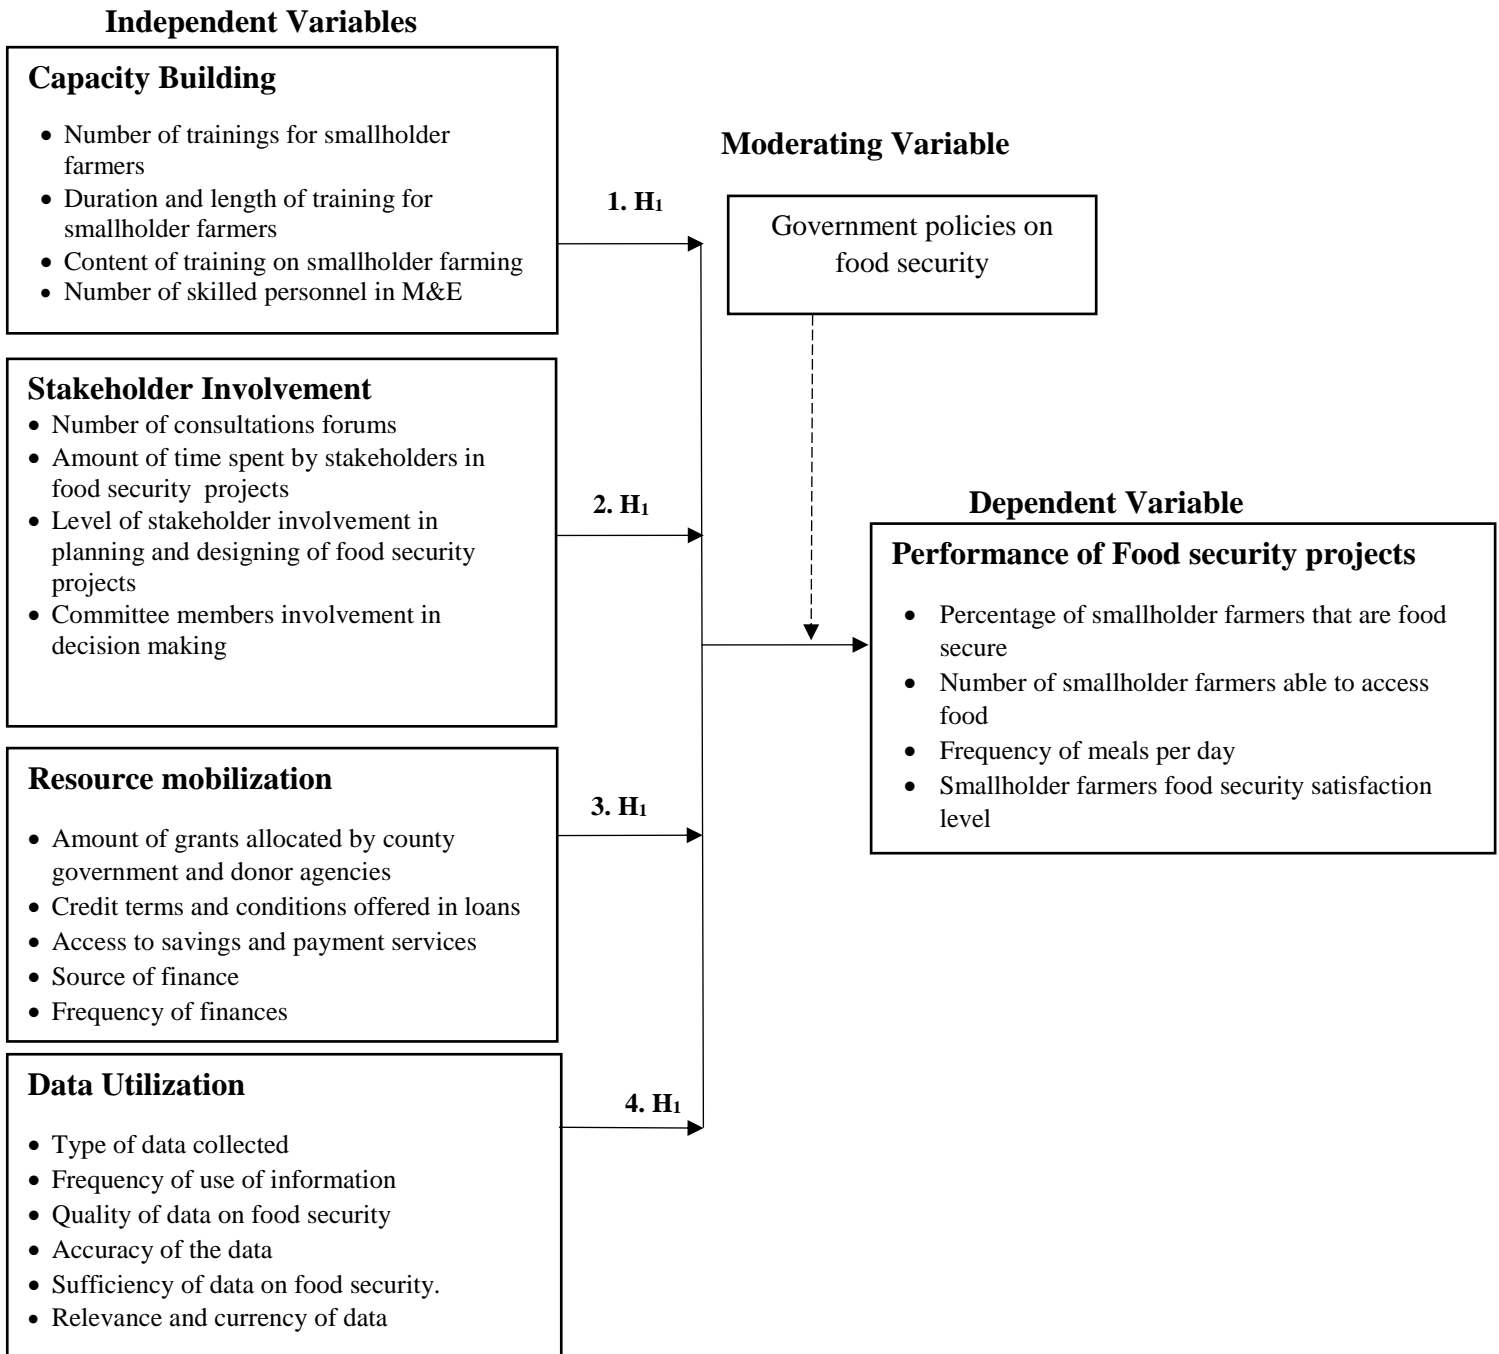 Independent Variables
Capacity Building
• Number of trainings for smallholder
farmers
• Duration and length of training for
smallholder farmers
• Content of training on smallholder farming
• Number of skilled personnel in M&E
1. H1
Moderating Variable
Government policies on
food security
Stakeholder Involvement
• Number of consultations forums
• Amount of time spent by stakeholders in
food security projects
• Level of stakeholder involvement in
planning and designing of food security
projects
• Committee members involvement in
decision making
2. H1
Dependent Variable
Performance of Food security projects
• Percentage of smallholder farmers that are food
secure
• Number of smallholder farmers able to access
food
• Frequency of meals per day
• Smallholder farmers food security satisfaction
level
Resource mobilization
• Amount of grants allocated by county
government and donor agencies
• Credit terms and conditions offered in loans
• Access to savings and payment services
• Source of finance
• Frequency of finances
3. H1
Data Utilization
• Type of data collected
• Frequency of use of information
• Quality of data on food security
• Accuracy of the data
• Sufficiency of data on food security.
• Relevance and currency of data
4. H1